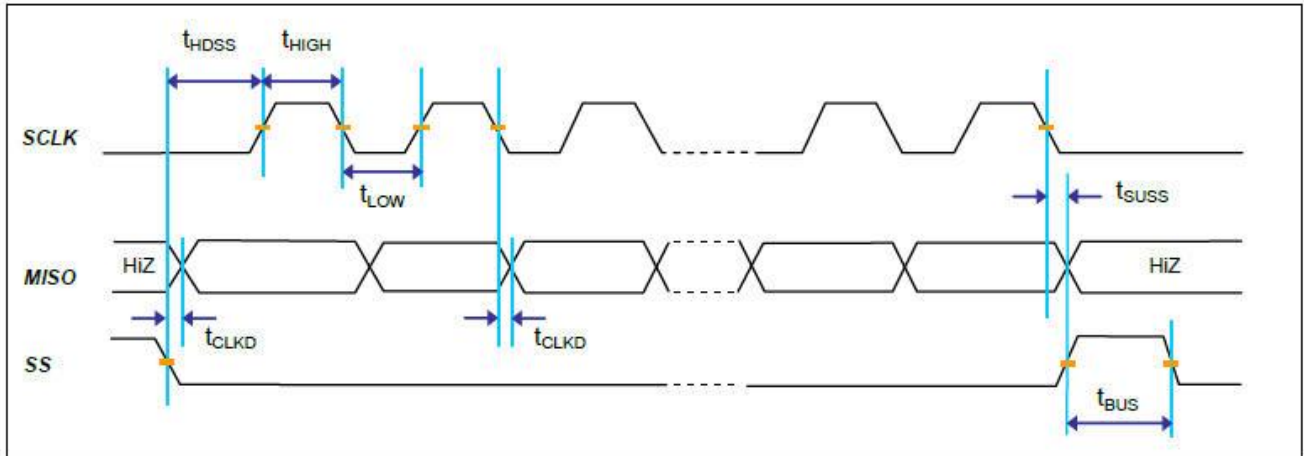 tHDSS tHIGH
SCLK
tLOW
tSUSS
HiZ HiZ
MISO
tCLKD tCLKD
SS
tBUS